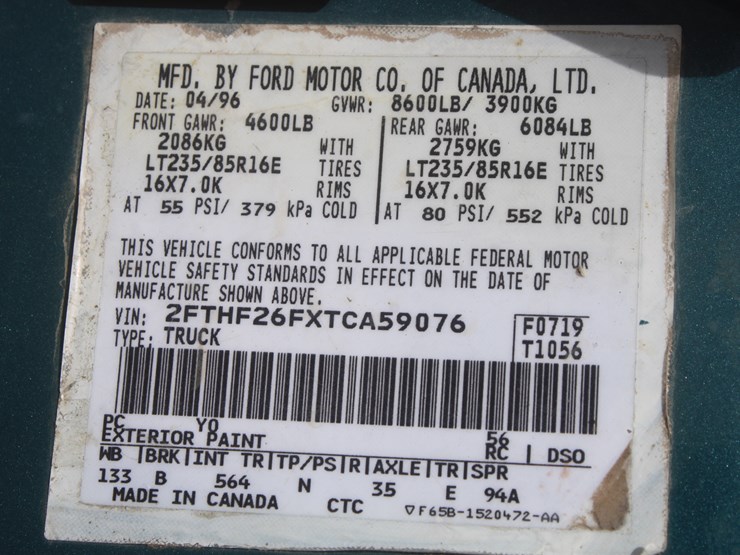 MFD. BY FORD MOTOR CO. OF CANADA, LTD.
DATE: 04/96 GVWR: 8600LB/ 3900KG
FRONT GAWR: 4600LB
2086KG WITH
LT235/85R16E TIRES
16X7.0K RIMS
AT 55 PSI/ 379 kPa COLD
REAR GAWR: 6084LB
2759KG WITH
LT235/85R16E TIRES
16X7.0K RIMS
AT 80 PSI/ 552 kPa COLD
THIS VEHICLE CONFORMS TO ALL APPLICABLE FEDERAL MOTOR
VEHICLE SAFETY STANDARDS IN EFFECT ON THE DATE OF
MANUFACTURE SHOWN ABOVE.
VIN: 2FTHF26FXTCA59076 F0719
TYPE: TRUCK T1056
PC YO 56
EXTERIOR PAINT RC DSO
WB BRK INT TR TP/PS R AXLE TR SPR
133 B 564 N 35 E 94A
MADE IN CANADA CTC ▽F65B-1520472-AA